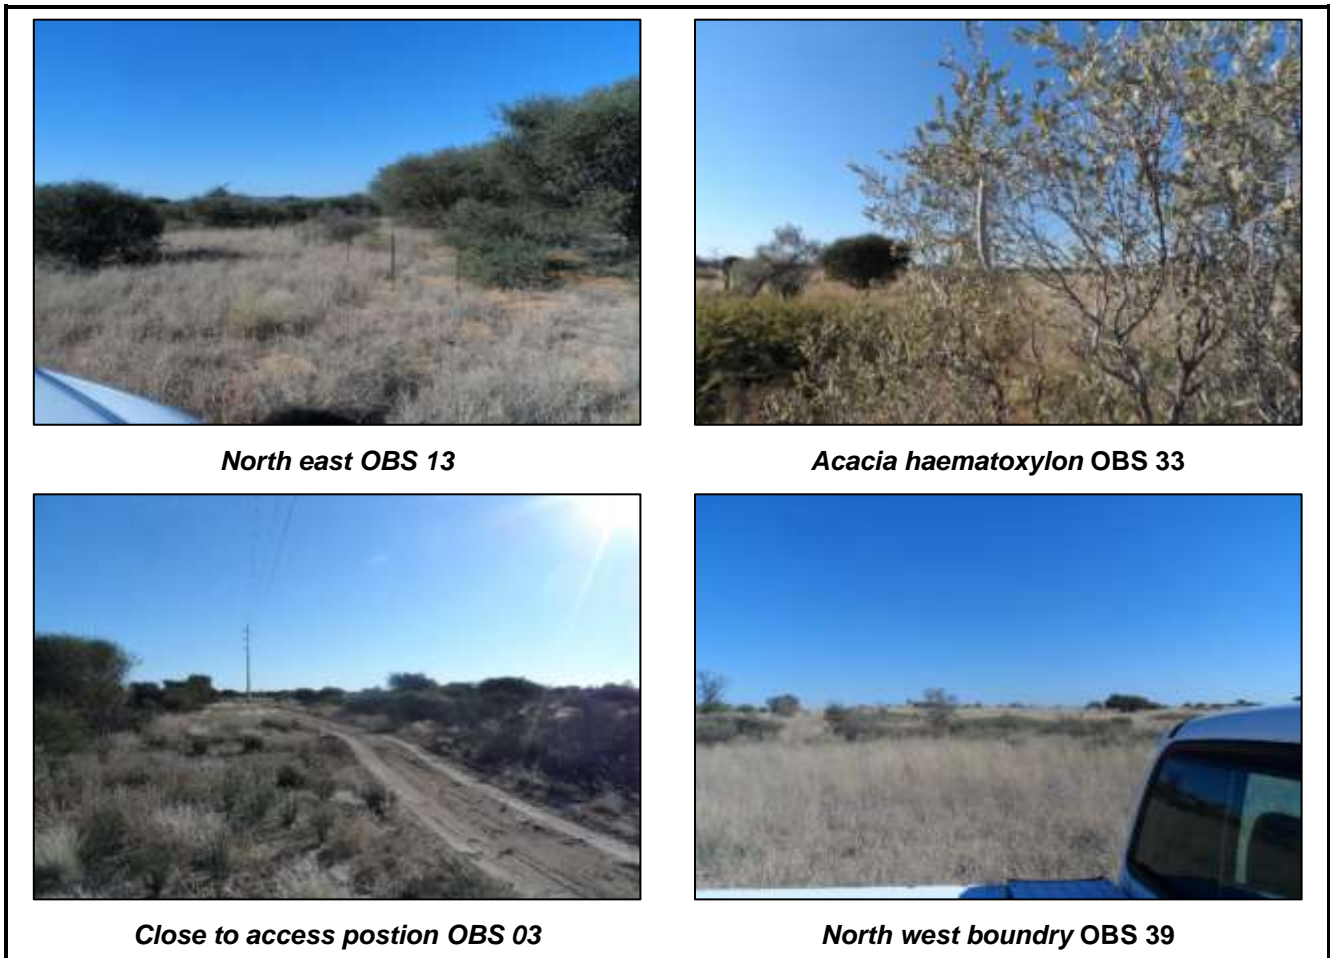 North east OBS 13
Acacia haematoxylon OBS 33
Close to access postion OBS 03
North west boundry OBS 39